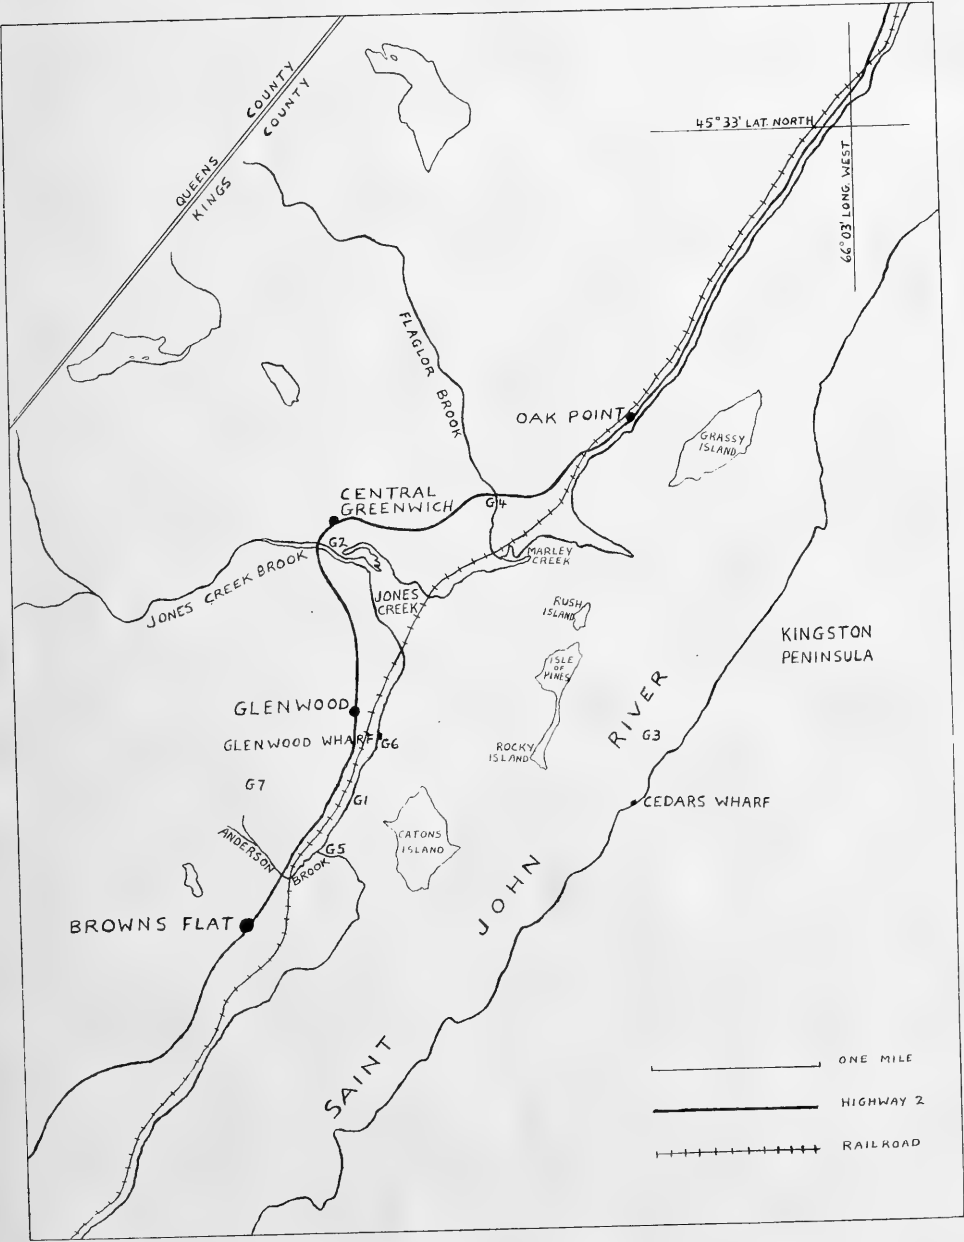 QUEENS COUNTY
KINGS COUNTY
45°33' LAT. NORTH
66°03' LONG. WEST
FLAGLOR BROOK
OAK POINT
GRASSY
ISLAND
CENTRAL
GREENWICH
G4
G2
MARLEY
CREEK
JONES CREEK BROOK
JONES
CREEK
RUSH
ISLAND
KINGSTON
PENINSULA
ISLE
OF
PINES
GLENWOOD
GLENWOOD WHARF
G6
ROCKY
ISLAND
G3
G7
G1
CEDARS WHARF
CATONS
ISLAND
ANDERSON
BROOK
G5
BROWNS FLAT
SAINT JOHN RIVER
ONE MILE
HIGHWAY 2
RAILROAD